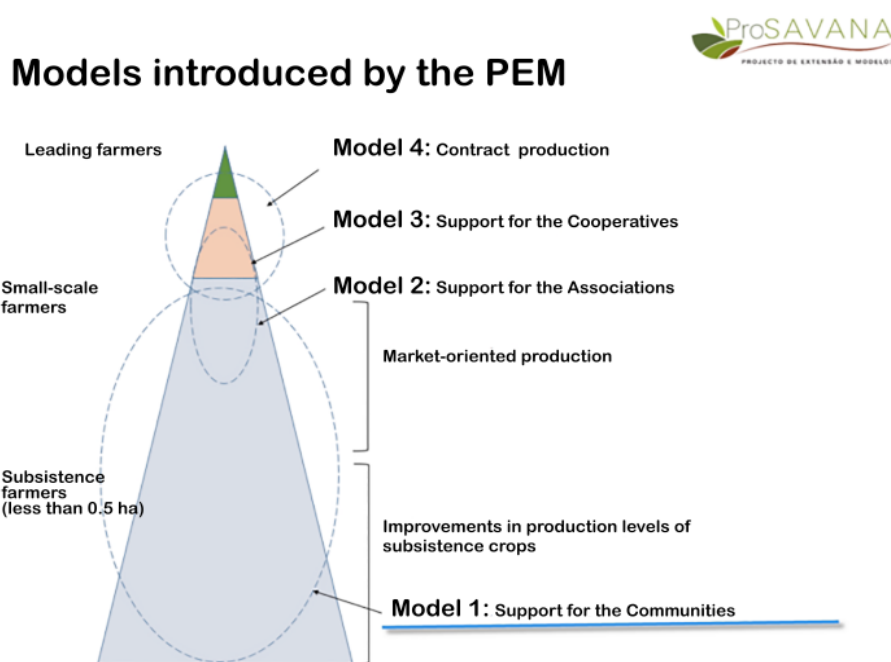 ProSAVANA
PROJECTO DE EXTENSÃO E MODELOS
Models introduced by the PEM
Leading farmers
Model 4: Contract production
Model 3: Support for the Cooperatives
Small-scale
farmers
Model 2: Support for the Associations
Market-oriented production
Subsistence
farmers
(less than 0.5 ha)
Improvements in production levels of
subsistence crops
Model 1: Support for the Communities